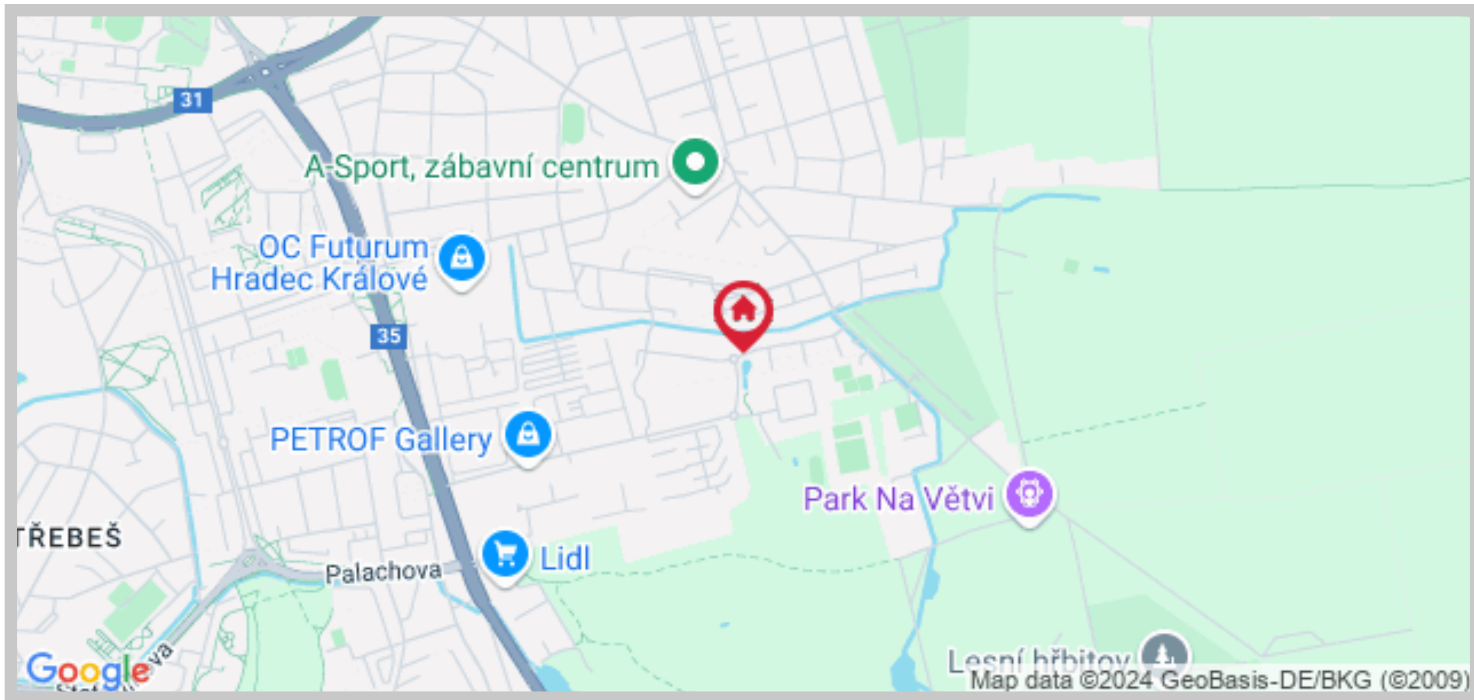 31
A-Sport, zábavní centrum
OC Futurum
Hradec Králové
35
PETROF Gallery
Park Na Větvi
TŘEBEŠ
Lidl
Palachova
Lesní hřbitov
Google
Map data ©2024 GeoBasis-DE/BKG (©2009)